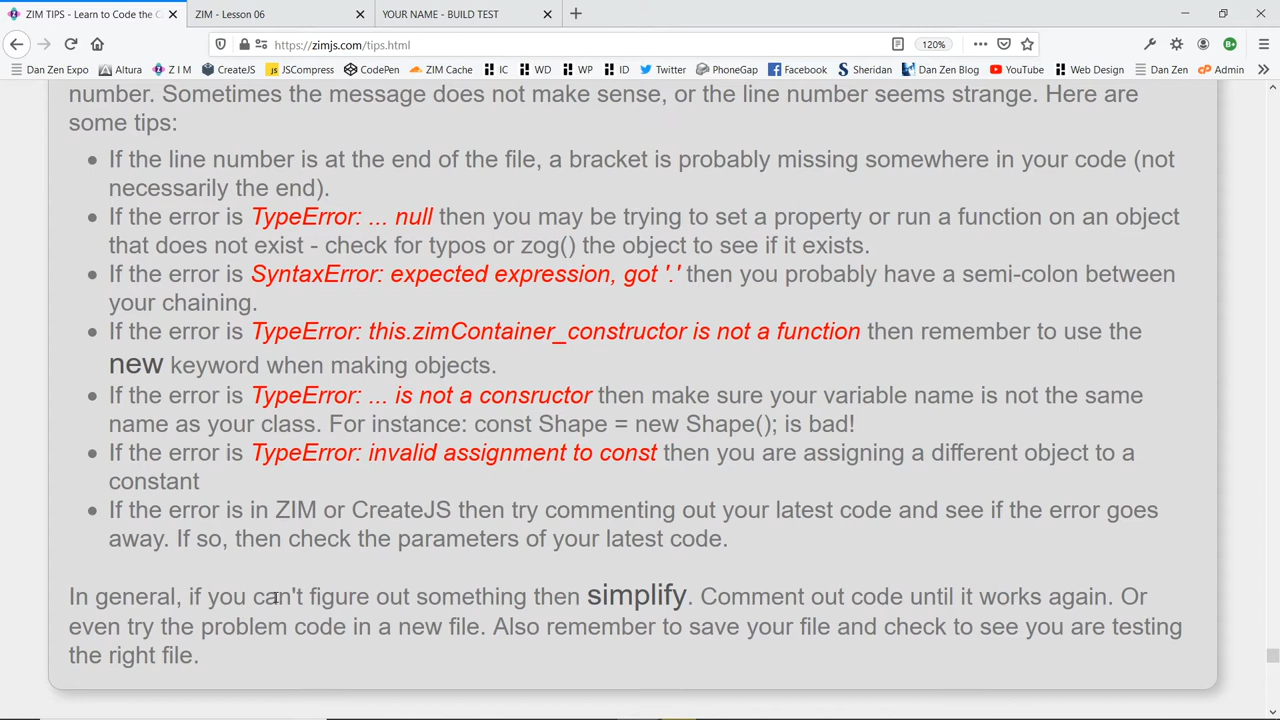 ZIM TIPS - Learn to Code the C
ZIM - Lesson 06
YOUR NAME - BUILD TEST
https://zimjs.com/tips.html
120%
Dan Zen Expo
Altura
Z I M
CreateJS
JSCompress
CodePen
ZIM Cache
IC
WD
WP
ID
Twitter
PhoneGap
Facebook
Sheridan
Dan Zen Blog
YouTube
Web Design
Dan Zen
Admin
number. Sometimes the message does not make sense, or the line number seems strange. Here are
some tips:
• If the line number is at the end of the file, a bracket is probably missing somewhere in your code (not
necessarily the end).
• If the error is TypeError: ... null then you may be trying to set a property or run a function on an object
that does not exist - check for typos or zog() the object to see if it exists.
• If the error is SyntaxError: expected expression, got '.' then you probably have a semi-colon between
your chaining.
• If the error is TypeError: this.zimContainer_constructor is not a function then remember to use the
new keyword when making objects.
• If the error is TypeError: ... is not a consructor then make sure your variable name is not the same
name as your class. For instance: const Shape = new Shape(); is bad!
• If the error is TypeError: invalid assignment to const then you are assigning a different object to a
constant
• If the error is in ZIM or CreateJS then try commenting out your latest code and see if the error goes
away. If so, then check the parameters of your latest code.
In general, if you can't figure out something then simplify. Comment out code until it works again. Or
even try the problem code in a new file. Also remember to save your file and check to see you are testing
the right file.